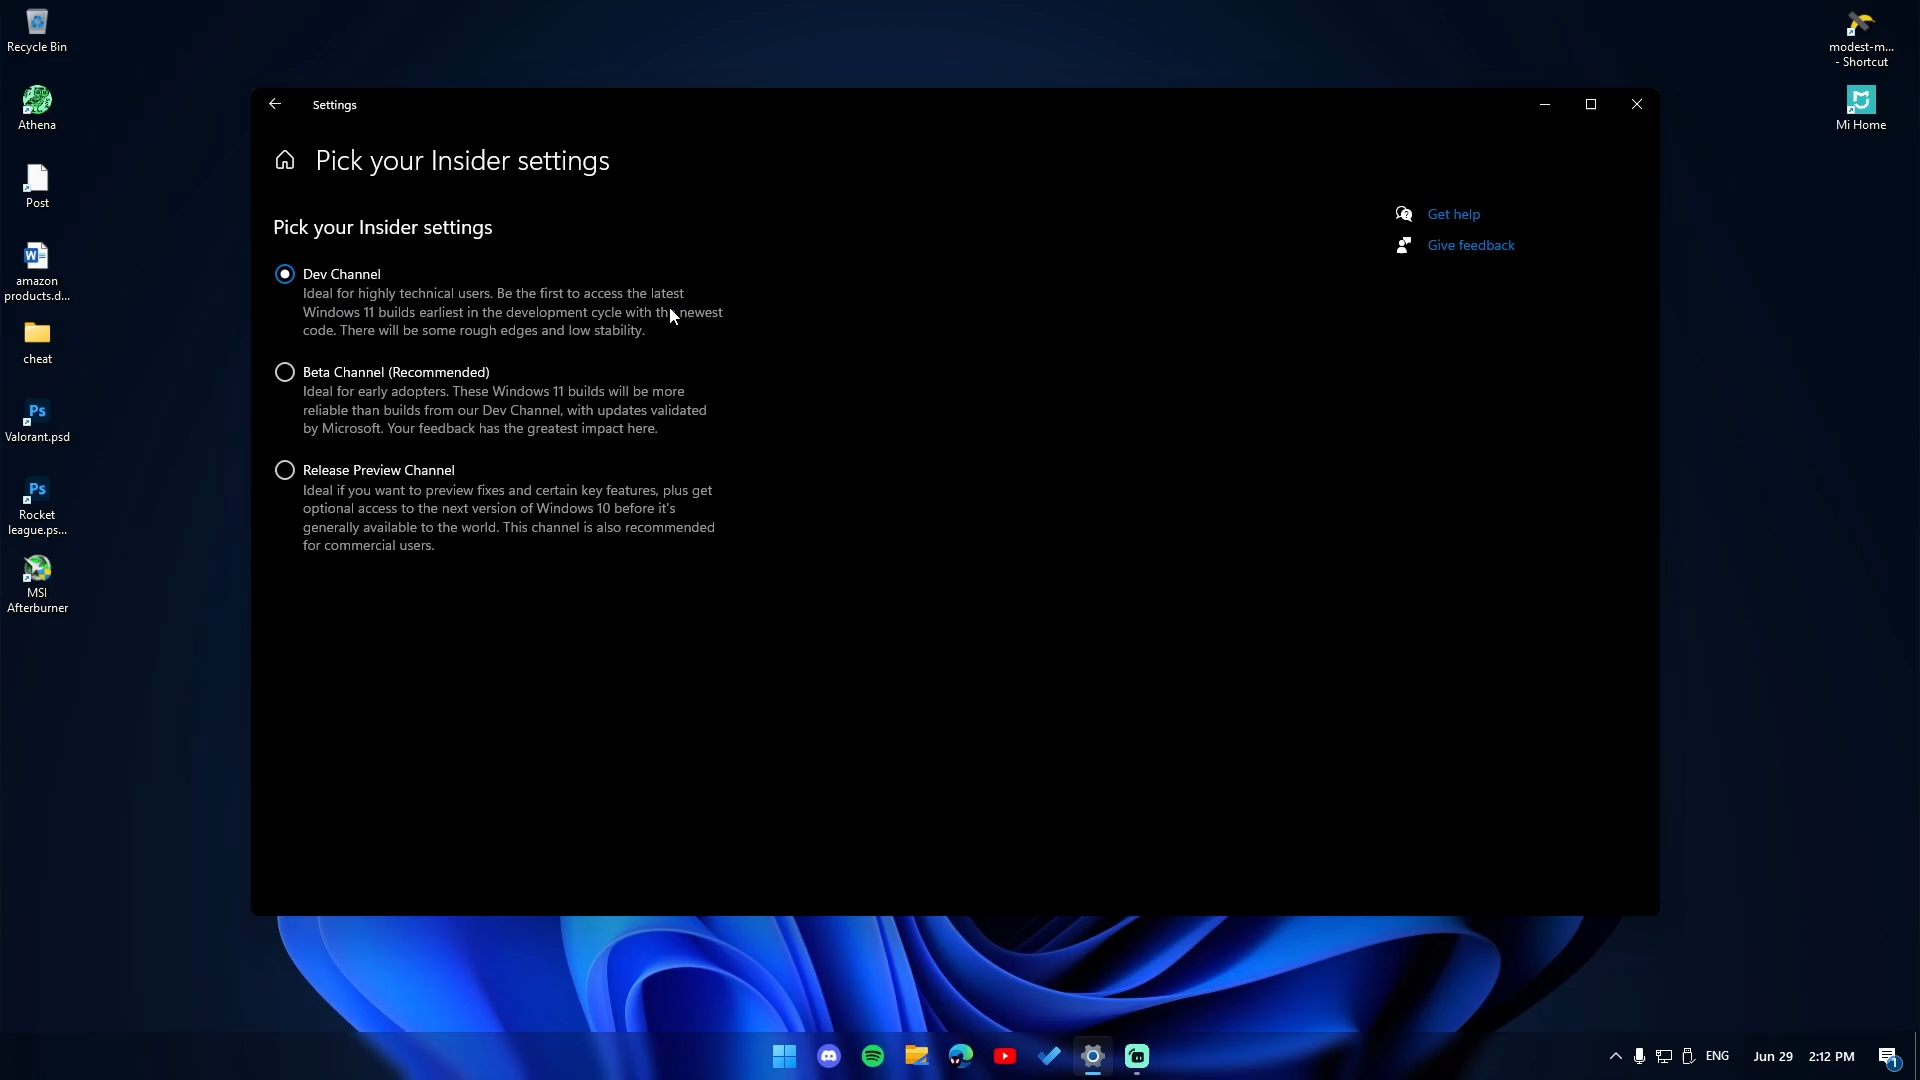 Recycle Bin
Athena
Post
amazon
products.d...
cheat
Ps
Valorant.psd
Ps
Rocket
league.ps...
MSI
Afterburner
modest-m...
- Shortcut
Mi Home
Settings
Pick your Insider settings
Pick your Insider settings
Dev Channel
Ideal for highly technical users. Be the first to access the latest
Windows 11 builds earliest in the development cycle with the newest
code. There will be some rough edges and low stability.
Beta Channel (Recommended)
Ideal for early adopters. These Windows 11 builds will be more
reliable than builds from our Dev Channel, with updates validated
by Microsoft. Your feedback has the greatest impact here.
Release Preview Channel
Ideal if you want to preview fixes and certain key features, plus get
optional access to the next version of Windows 10 before it's
generally available to the world. This channel is also recommended
for commercial users.
Get help
Give feedback
ENG
Jun 29
2:12 PM
1